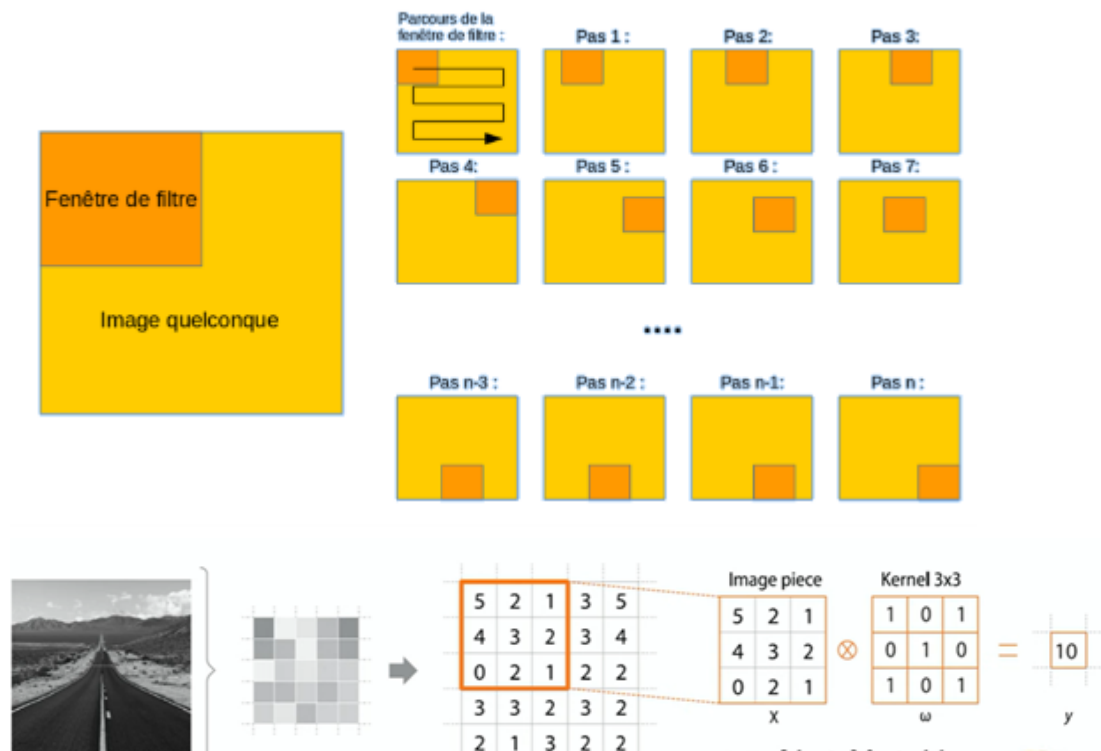 Parcours de la
fenêtre de filtre :
Pas 1 :
Pas 2:
Pas 3:
Pas 4:
Pas 5 :
Pas 6 :
Pas 7:
Fenêtre de filtre
Image quelconque
....
Pas n-3 :
Pas n-2 :
Pas n-1:
Pas n :
Image piece
Kernel 3x3
5 2 1 3 5
4 3 2 3 4
0 2 1 2 2
3 3 2 3 2
2 1 3 2 2
5 2 1
4 3 2
0 2 1
X
⊗
1 0 1
0 1 0
1 0 1
ω
=
10
y